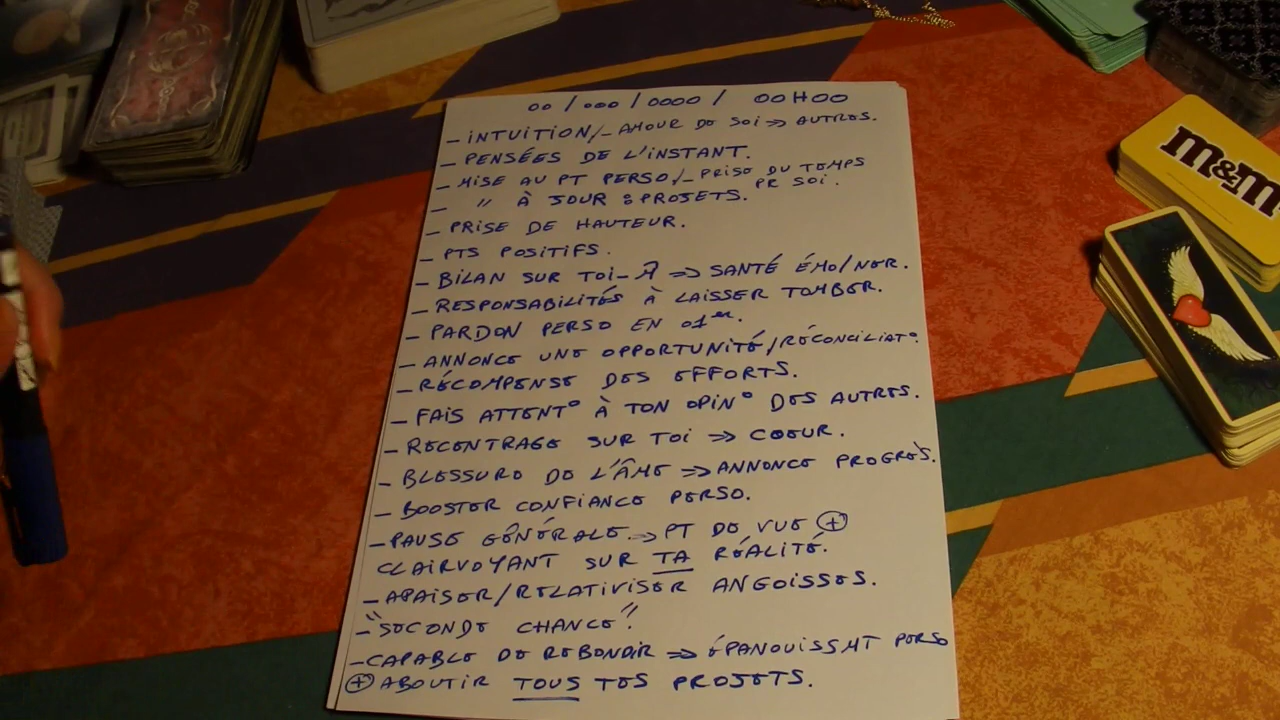 00 / 000 / 0000 / 00H00
- INTUITION/- AMOUR DE SOI => AUTRES.
- PENSÉES DE L'INSTANT.
- MISE AU PT PERSO/- PRISE DU TEMPS PR SOI.
- " À JOUR : PROJETS.
- PRISE DE HAUTEUR.
- PTS POSITIFS.
- BILAN SUR TOI- => SANTÉ ÉMO/NER.
- RESPONSABILITÉS À LAISSER TOMBER.
- PARDON PERSO EN 01er.
- ANNONCE UNE OPPORTUNITÉ/RÉCONCILIAT°.
- RÉCOMPENSE DES EFFORTS.
- FAIS ATTENT° À TON OPIN° DES AUTRES.
- RECENTRAGE SUR TOI => COEUR.
- BLESSURE DE L'ÂME => ANNONCE PROGRÈS.
- BOOSTER CONFIANCE PERSO.
- PAUSE GÉNÉRALE => PT DE VUE +
CLAIRVOYANT SUR TA RÉALITÉ.
- APAISER/RELATIVISER ANGOISSES.
- "SECONDE CHANCE".
- CAPABLE DE REBONDIR => ÉPANOUISSMT PERSO
+ ABOUTIR TOUS TES PROJETS.
M&M